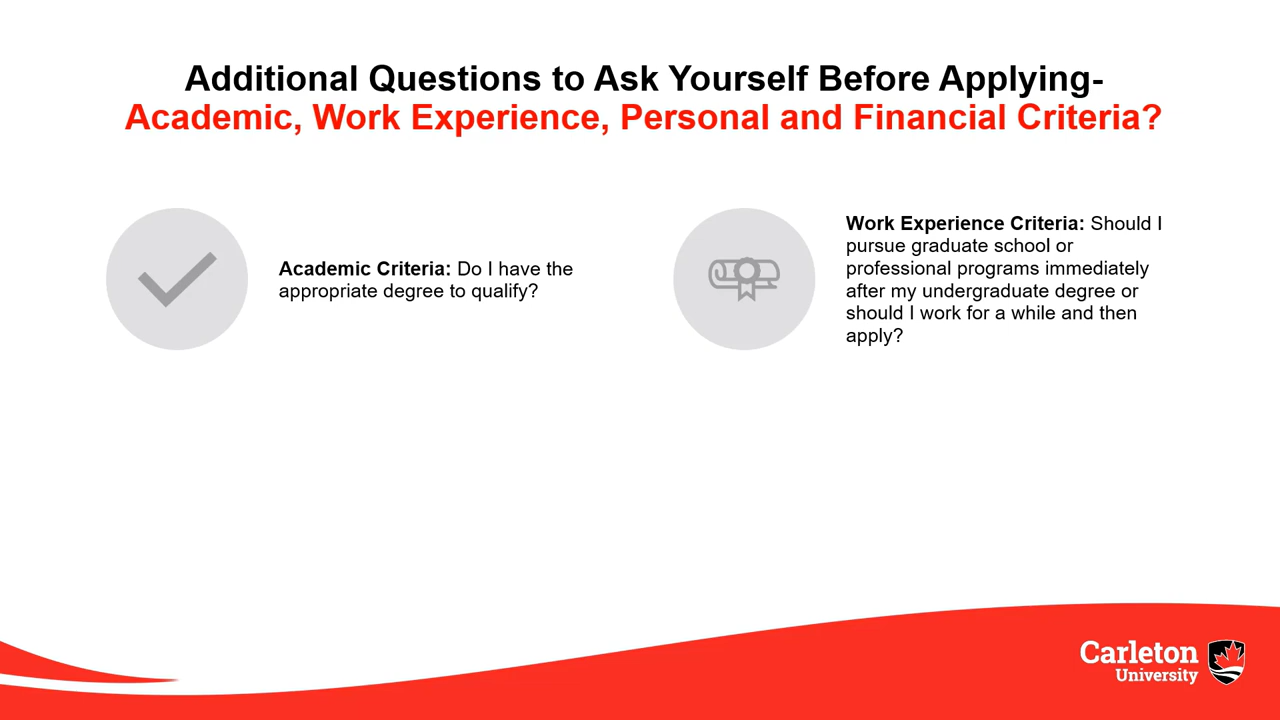 Additional Questions to Ask Yourself Before Applying-
Academic, Work Experience, Personal and Financial Criteria?
Academic Criteria: Do I have the
appropriate degree to qualify?
Work Experience Criteria: Should I
pursue graduate school or
professional programs immediately
after my undergraduate degree or
should I work for a while and then
apply?
Carleton
University